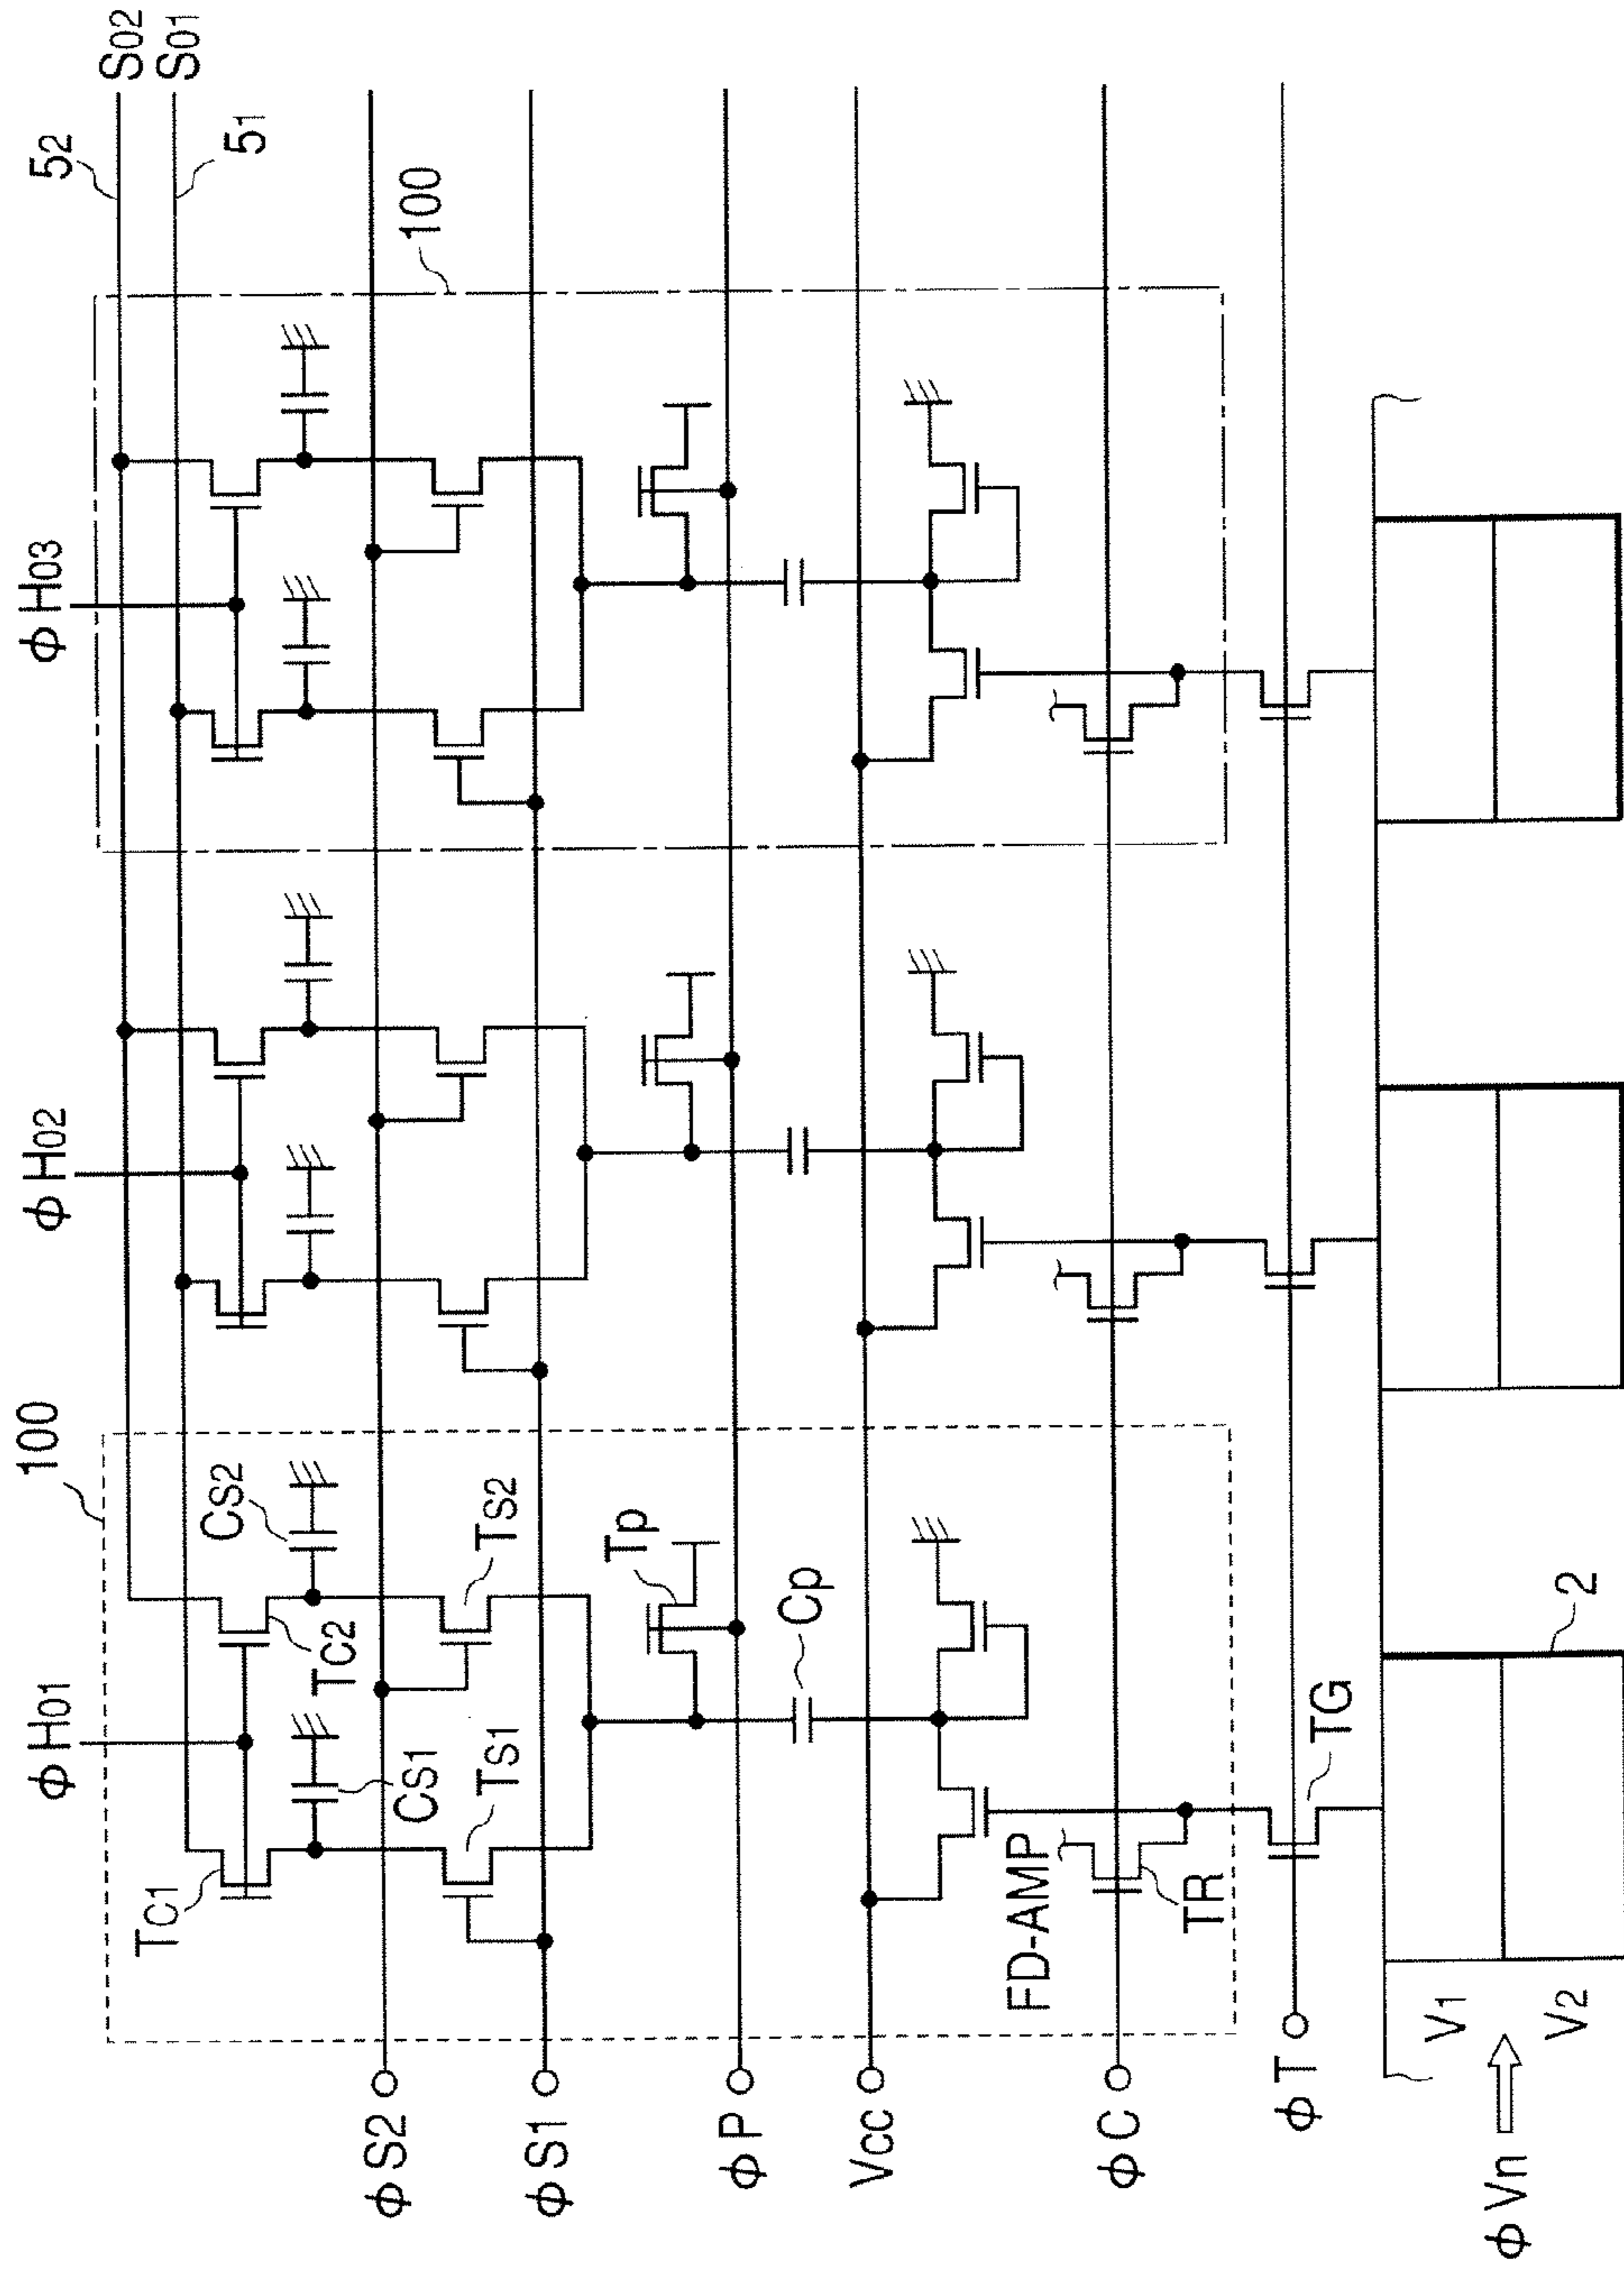 S02
S01
52
51
100
ΦH03
ΦH02
100
ΦH01
CS2
TC2
CS1
TC1
TS2
TS1
Tp
Cp
FD-AMP
TR
TG
2
ΦS2
ΦS1
ΦP
Vcc
ΦC
ΦT
V1
V2
ΦVn